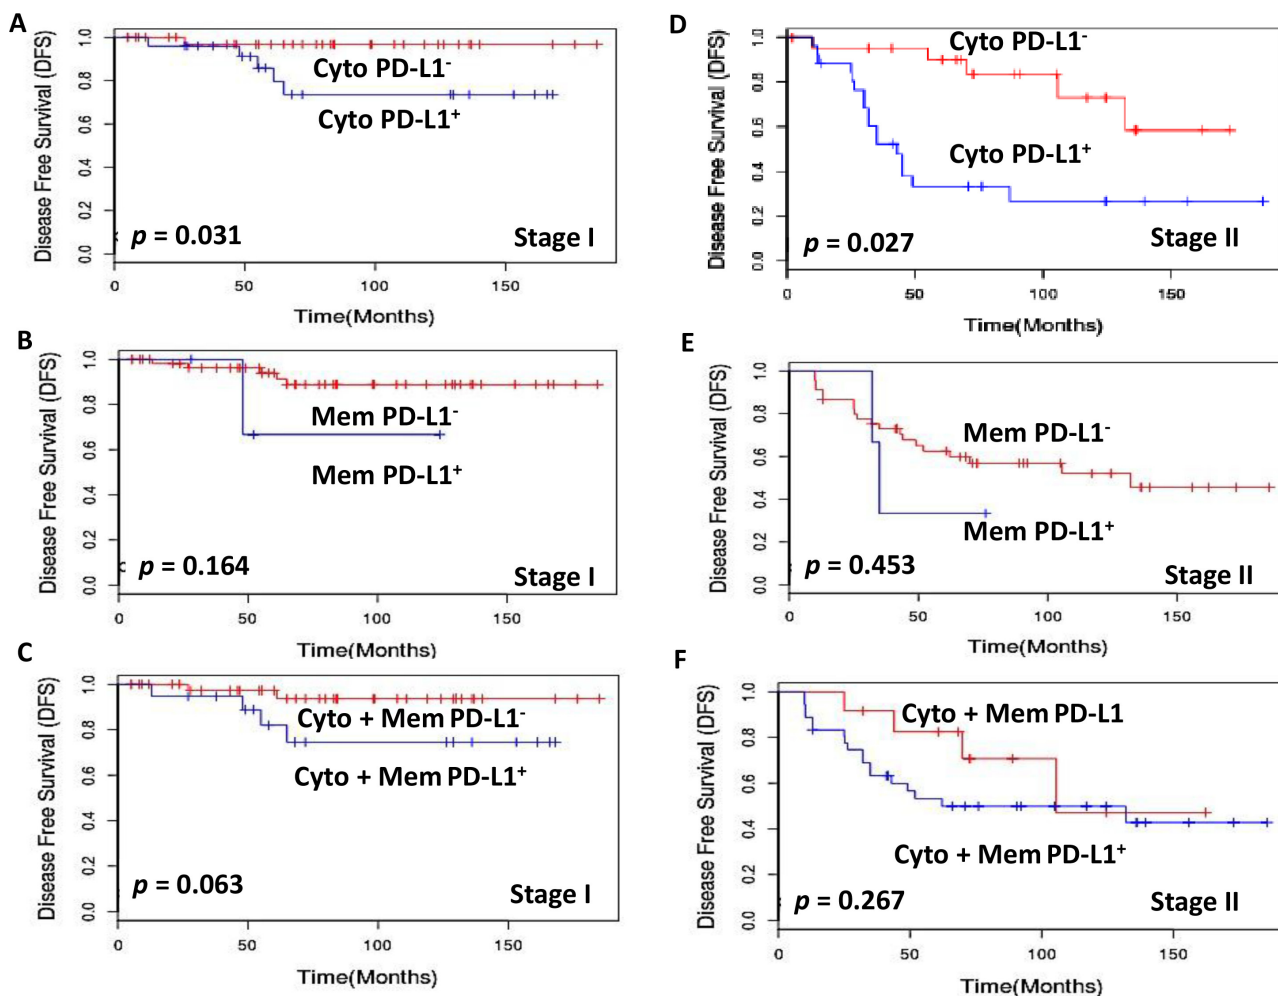 A
Disease Free Survival (DFS)
1.0
0.8
0.6
0.4
0.2
0.0
Cyto PD-L1⁻
Cyto PD-L1⁺
p = 0.031
Stage I
0 50 100 150
Time(Months)
B
Disease Free Survival (DFS)
1.0
0.8
0.6
0.4
0.2
0.0
Mem PD-L1⁻
Mem PD-L1⁺
p = 0.164
Stage I
0 50 100 150
Time(Months)
C
Disease Free Survival (DFS)
1.0
0.8
0.6
0.4
0.2
0.0
Cyto + Mem PD-L1⁻
Cyto + Mem PD-L1⁺
p = 0.063
Stage I
0 50 100 150
Time(Months)
D
Disease Free Survival (DFS)
1.0
0.8
0.6
0.4
0.2
0.0
Cyto PD-L1⁻
Cyto PD-L1⁺
p = 0.027
Stage II
0 50 100 150
Time(Months)
E
Disease Free Survival (DFS)
1.0
0.8
0.6
0.4
0.2
0.0
Mem PD-L1⁻
Mem PD-L1⁺
p = 0.453
Stage II
0 50 100 150
Time(Months)
F
Disease Free Survival (DFS)
1.0
0.8
0.6
0.4
0.2
0.0
Cyto + Mem PD-L1
Cyto + Mem PD-L1⁺
p = 0.267
Stage II
0 50 100 150
Time(Months)